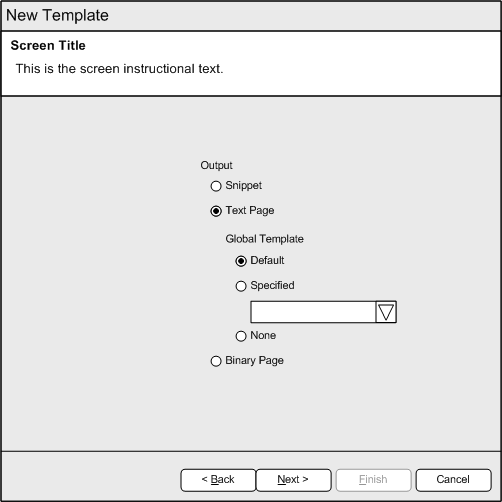 New Template
Screen Title
This is the screen instructional text.
Output
Snippet
Text Page
Global Template
Default
Specified
None
Binary Page
< Back Next > Finish Cancel